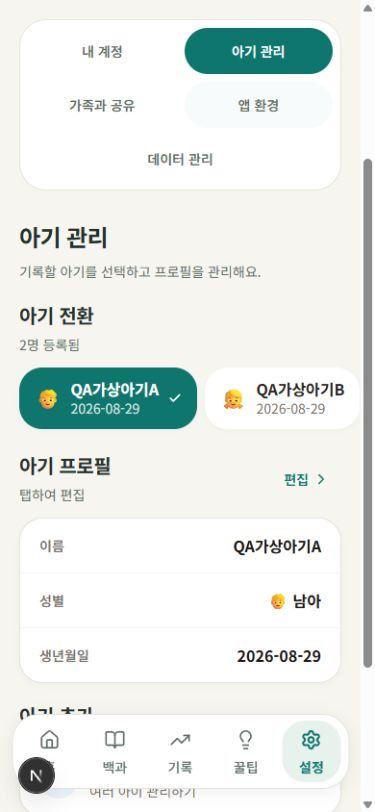 내 계정
아기 관리
가족과 공유
앱 환경
데이터 관리
아기 관리
기록할 아기를 선택하고 프로필을 관리해요.
아기 전환
2명 등록됨
QA가상아기A
2026-08-29
QA가상아기B
2026-08-29
아기 프로필
탭하여 편집
편집
이름
QA가상아기A
성별
남아
생년월일
2026-08-29
아기 추가
백과
기록
꿀팁
설정
N
여러 아이 관리하기